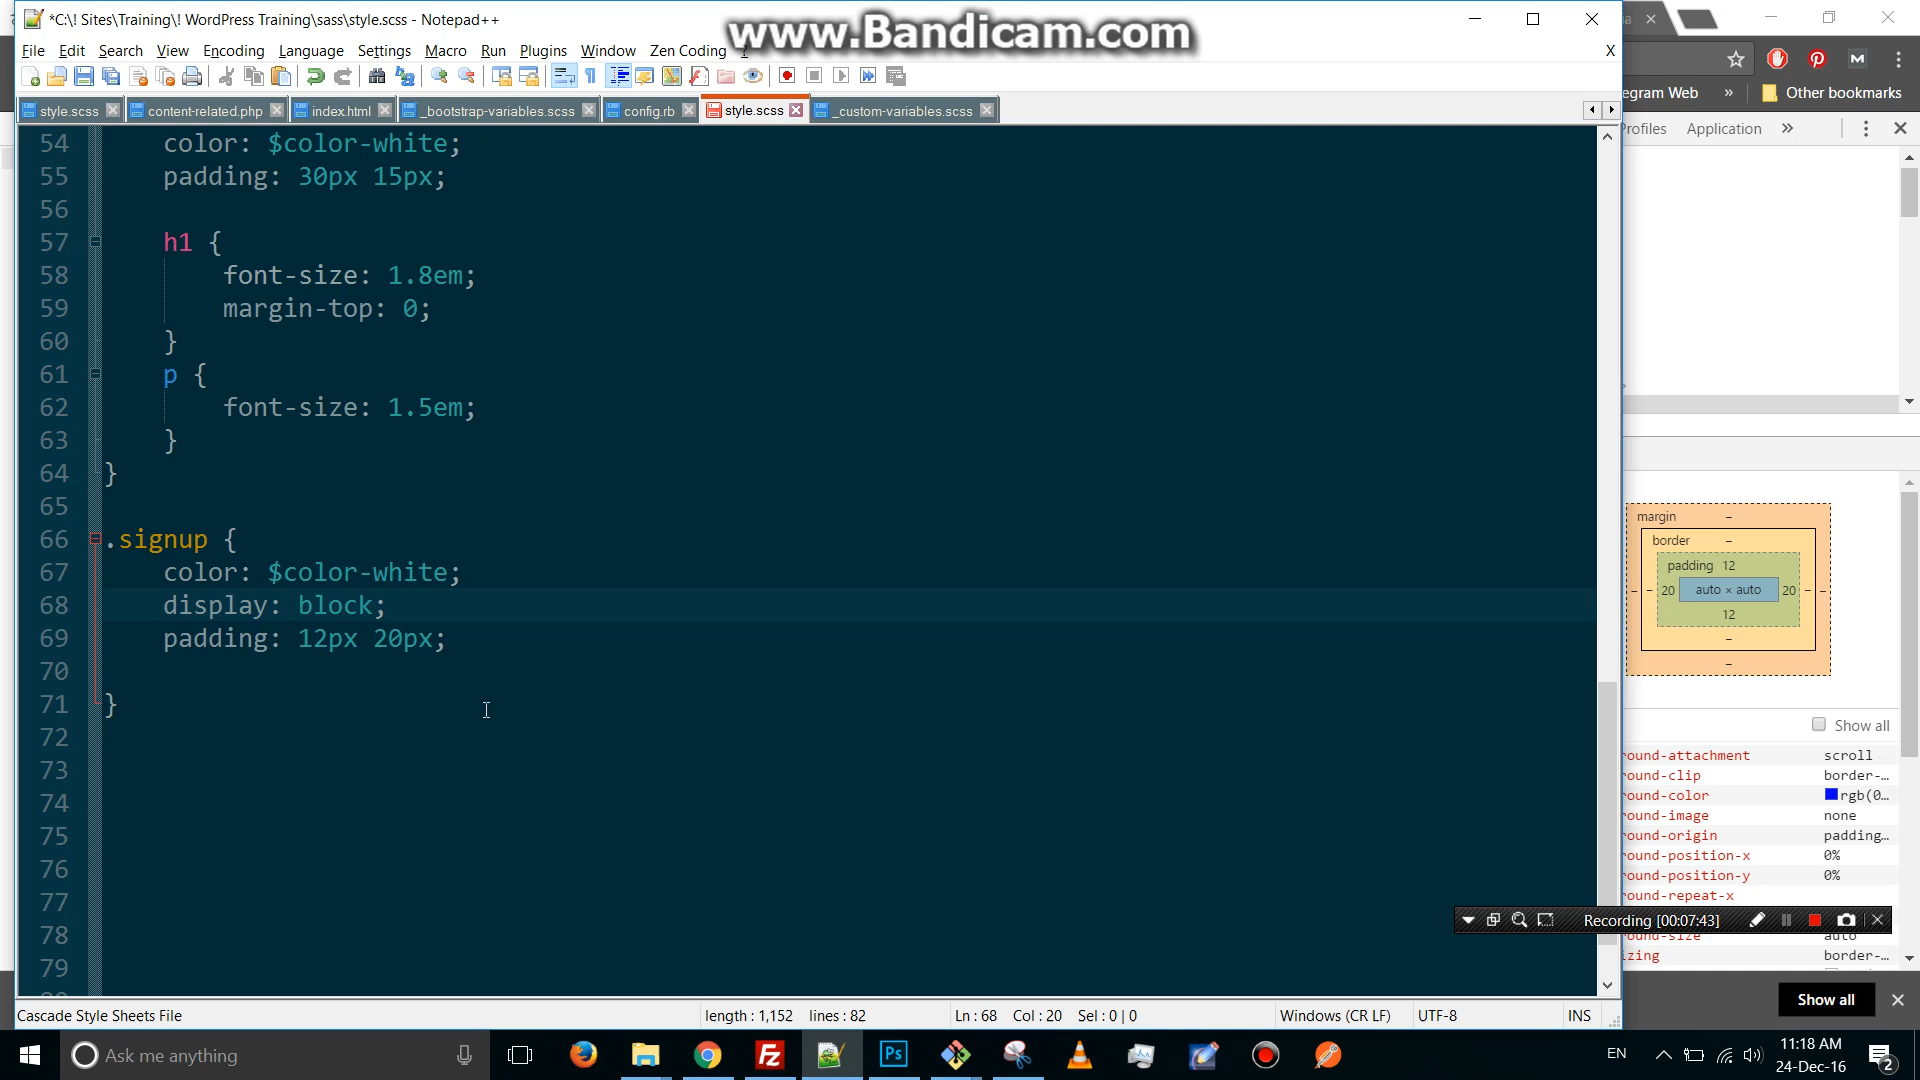 *C:\! Sites\Training\! WordPress Training\sass\style.scss - Notepad++
www.Bandicam.com
File Edit Search View Encoding Language Settings Macro Run Plugins Window Zen Coding ?
X
style.scss content-related.php index.html _bootstrap-variables.scss config.rb style.scss _custom-variables.scss
54 color: $color-white;
55 padding: 30px 15px;
56
57 h1 {
58 font-size: 1.8em;
59 margin-top: 0;
60 }
61 p {
62 font-size: 1.5em;
63 }
64 }
65
66 .signup {
67 color: $color-white;
68 display: block;
69 padding: 12px 20px;
70
71 }
72
73
74
75
76
77
78
79
egram Web » Other bookmarks
rofiles Application »
margin –
border –
padding 12
– – 20 auto × auto 20 – –
12
–
–
Show all
ound-attachment scroll
ound-clip border-…
ound-color rgb(0…
ound-image none
ound-origin padding…
ound-position-x 0%
ound-position-y 0%
ound-repeat-x
Recording [00:07:43]
ound-size auto
izing border-…
Show all
Cascade Style Sheets File length : 1,152 lines : 82 Ln : 68 Col : 20 Sel : 0 | 0 Windows (CR LF) UTF-8 INS
Ask me anything
EN
11:18 AM
24-Dec-16
2